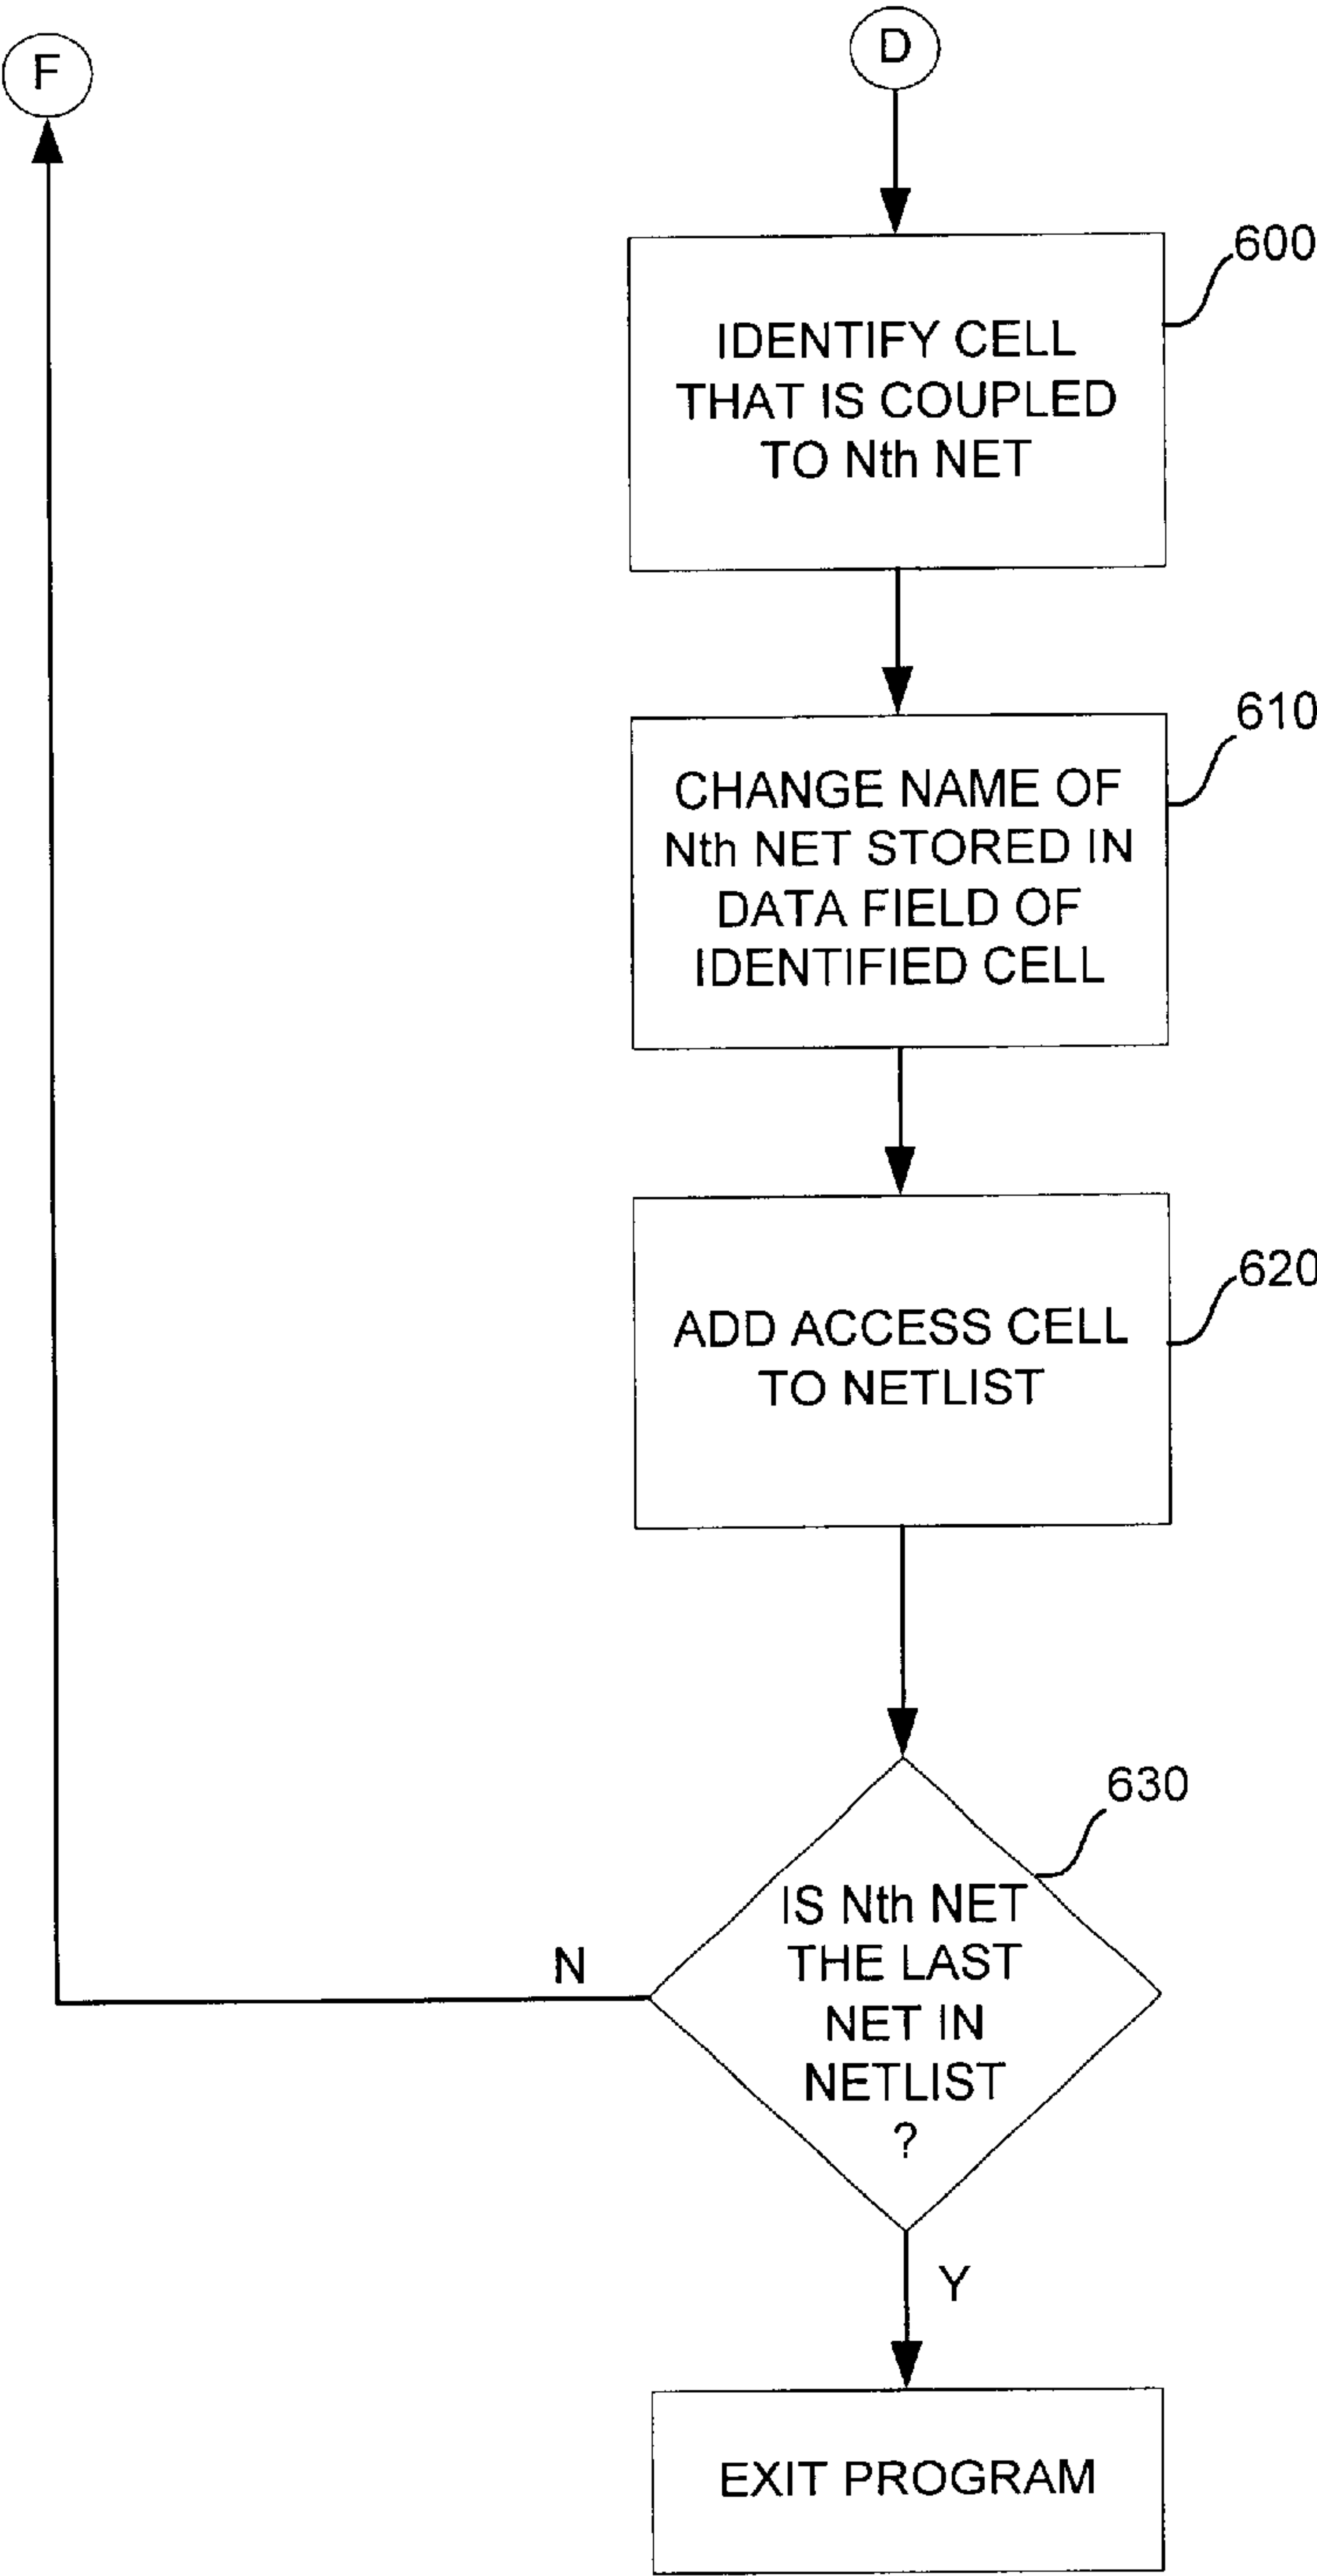 F
D
600
IDENTIFY CELL
THAT IS COUPLED
TO Nth NET
610
CHANGE NAME OF
Nth NET STORED IN
DATA FIELD OF
IDENTIFIED CELL
620
ADD ACCESS CELL
TO NETLIST
630
IS Nth NET
THE LAST
NET IN
NETLIST
?
N
Y
EXIT PROGRAM